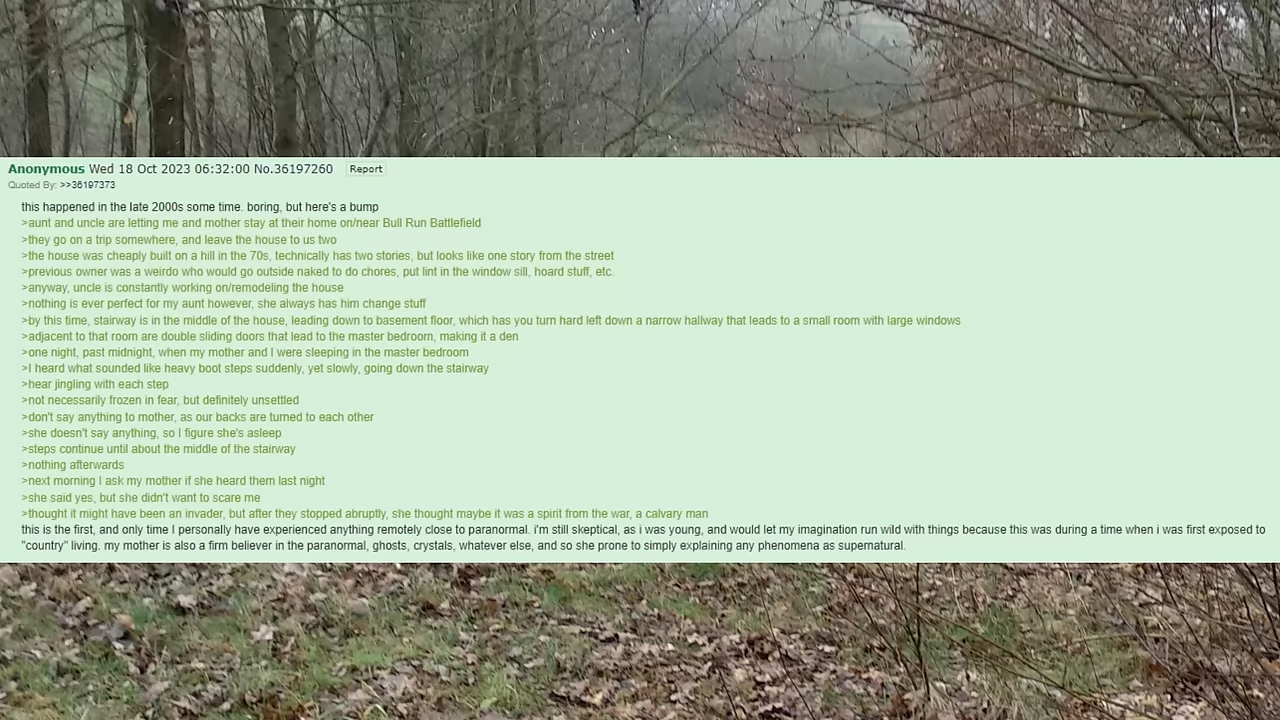 Anonymous Wed 18 Oct 2023 06:32:00 No.36197260 Report
Quoted By: >>36197373
this happened in the late 2000s some time. boring, but here's a bump
>aunt and uncle are letting me and mother stay at their home on/near Bull Run Battlefield
>they go on a trip somewhere, and leave the house to us two
>the house was cheaply built on a hill in the 70s, technically has two stories, but looks like one story from the street
>previous owner was a weirdo who would go outside naked to do chores, put lint in the window sill, hoard stuff, etc.
>anyway, uncle is constantly working on/remodeling the house
>nothing is ever perfect for my aunt however, she always has him change stuff
>by this time, stairway is in the middle of the house, leading down to basement floor, which has you turn hard left down a narrow hallway that leads to a small room with large windows
>adjacent to that room are double sliding doors that lead to the master bedroom, making it a den
>one night, past midnight, when my mother and I were sleeping in the master bedroom
>I heard what sounded like heavy boot steps suddenly, yet slowly, going down the stairway
>hear jingling with each step
>not necessarily frozen in fear, but definitely unsettled
>don't say anything to mother, as our backs are turned to each other
>she doesn't say anything, so I figure she's asleep
>steps continue until about the middle of the stairway
>nothing afterwards
>next morning I ask my mother if she heard them last night
>she said yes, but she didn't want to scare me
>thought it might have been an invader, but after they stopped abruptly, she thought maybe it was a spirit from the war, a calvary man
this is the first, and only time I personally have experienced anything remotely close to paranormal. i'm still skeptical, as i was young, and would let my imagination run wild with things because this was during a time when i was first exposed to
"country" living. my mother is also a firm believer in the paranormal, ghosts, crystals, whatever else, and so she prone to simply explaining any phenomena as supernatural.